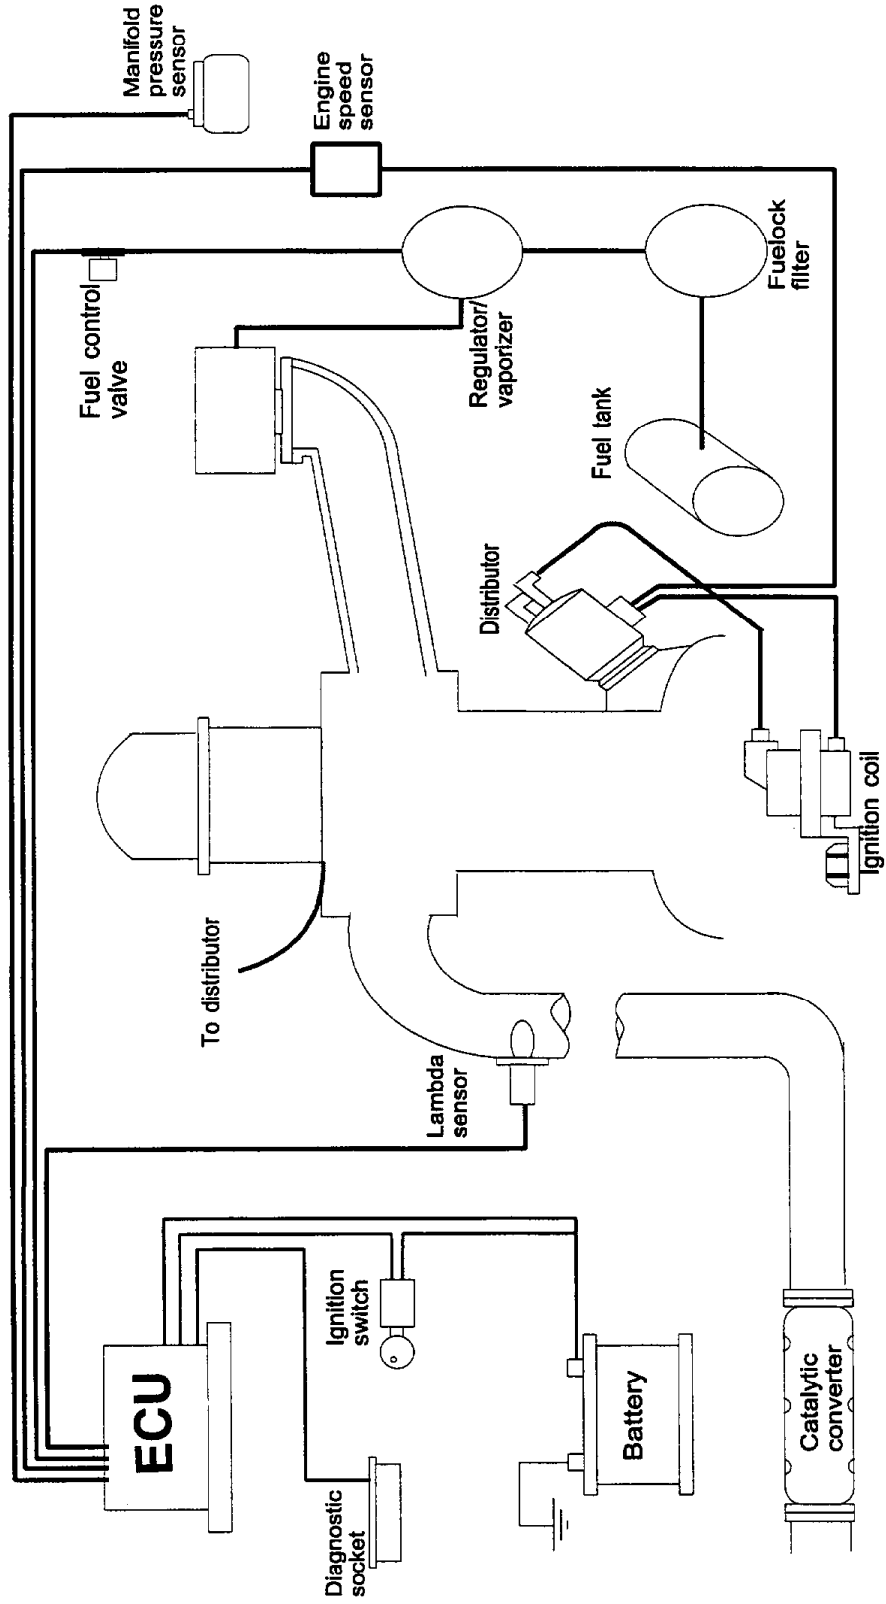 Manifold
pressure
sensor
Engine
speed
sensor
Fuel control
valve
Regulator/
vaporizer
Fuelock
filter
Fuel tank
Distributor
Ignition coil
To distributor
Lambda
sensor
ECU
Ignition
switch
Diagnostic
socket
Battery
Catalytic
converter